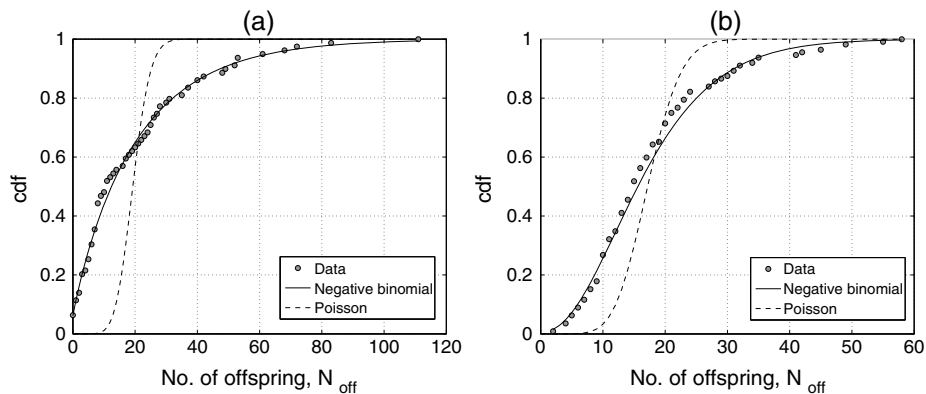 (a)
1
0.8
0.6
0.4
0.2
0
cdf
0 20 40 60 80 100 120
No. of offspring, N off
Data
Negative binomial
Poisson
(b)
1
0.8
0.6
0.4
0.2
0
cdf
0 10 20 30 40 50 60
No. of offspring, N off
Data
Negative binomial
Poisson